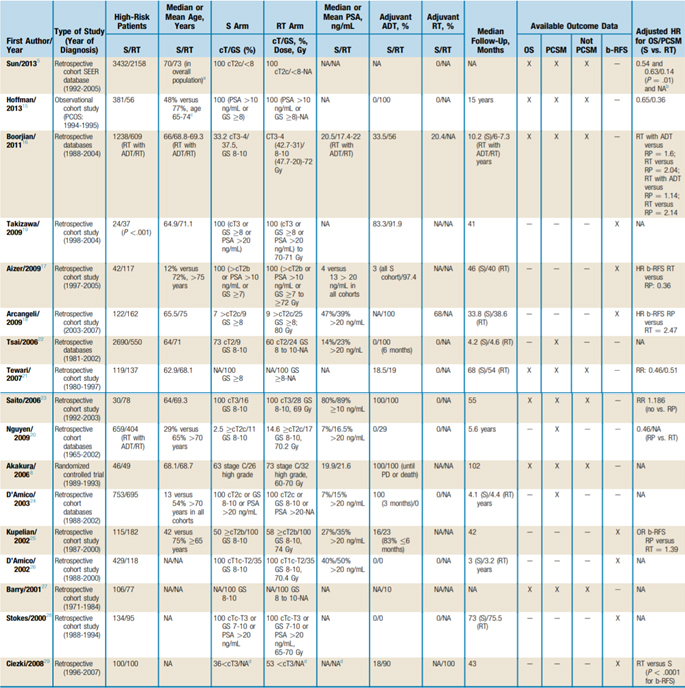 First Author/ Year
Type of Study (Year of Diagnosis)
High-Risk Patients S/RT
Median or Mean Age, Years S/RT
S Arm cT/GS (%)
RT Arm cT/GS, %, Dose, Gy
Median or Mean PSA, ng/mL S/RT
Adjuvant ADT, % S/RT
Adjuvant RT, % S/RT
Median Follow-Up, Months
Available Outcome Data
OS PCSM Not PCSM b-RFS
Adjusted HR for OS/PCSM (S vs. RT)
Sun/2013
Retrospective cohort SEER database (1992-2005)
3432/2158
70/73 (in overall population)
100 cT2c/<8
100 cT2c/<8-NA
NA/NA
NA/NA
NA/NA
NA
X X X —
0.54 and 0.63/0.14 (P = .01) and NA
Hoffman/ 2013
Observational cohort study (PCOS: 1994-1995)
381/56
48% versus 77%, age 65-74
100 (PSA >10 ng/mL or GS ≥8)
100 (PSA >10 ng/mL or GS ≥8)-NA
NA
0/100
NA/NA
15 years
X X X —
0.65/0.36
Boorjian/ 2011
Retrospective databases (1988-2004)
1238/609 (RT with ADT/RT)
66/68.8-69.3 (RT with ADT/RT)
33.2 cT3-4/ 37.5, GS 8-10
CT3-4 (42.7-31)/ 8-10 (47.7-20)-72 Gy
20.5/17.4-22 (RT with ADT/RT)
33.5/56
20.4/NA
10.2 (S)/6-7.3 (RT with ADT/RT) years
X X X —
RT with ADT versus RP = 1.6; RT versus RP = 2.04; RT with ADT versus RP = 1.14; RT versus RP = 2.14
Takizawa/ 2009
Retrospective cohort study (1998-2004)
24/37 (P <.001)
64.9/71.1
100 (cT3 or GS ≥8 or PSA >20 ng/mL)
100 (cT3 or GS ≥8 or PSA >20 ng/mL) to 70-71 Gy
NA
83.3/91.9
NA/NA
41
— — — X
NA
Aizer/2009
Retrospective cohort study (1997-2005)
42/117
12% versus 72%, >75 years
100 (>cT2b or PSA >10 ng/mL or GS ≥7)
100 (>cT2b or PSA >10 ng/mL or GS ≥7 to ≥72 Gy
4 versus 13 > 20 ng/mL in all cohorts
3 (all S cohort)/97.4
NA/NA
46 (S)/40 (RT)
— — — X
HR b-RFS RT versus RP: 0.36
Arcangeli/ 2009
Retrospective cohort study (2003-2007)
122/162
65.5/75
7 >cT2c/9 GS ≥8
9 >cT2c/25 GS ≥8; 80 Gy
47%/39% >20 ng/mL
NA/100
68/NA
33.8 (S)/38.6 (RT)
— — — X
HR b-RFS RP versus RT = 2.47
Tsai/2006
Retrospective databases (1981-2002)
2690/550
64/71
73 cT2/9 GS 8-10
60 cT2/24 GS 8 to 10-NA
14%/23% >20 ng/mL
0/100 (6 months)
0/NA
4.2 (S)/4.6 (RT)
— X — —
NA
Tewari/ 2007
Retrospective cohort study (1980-1997)
119/137
62.9/68.1
NA/100 GS ≥8
RT/100 GS ≥8-NA
NA
18.5/19
NA/NA
68 (S)/54 (RT)
X X X —
RR: 0.46/0.51
Saito/2006
Retrospective cohort study (1992-2003)
30/78
64/69.3
100 cT3/16 GS 8-10
100 cT3/28 GS 8-10, 69 Gy
80%/89% ≥10 ng/mL
100/100
0/NA
55
X X X X
RR 1.186 (no vs. RP)
Nguyen/ 2009
Retrospective cohort databases (1965-2002)
659/404 (RT with ADT/RT)
29% versus 65% >70 years
2.5 ≥cT2c/11 GS 8-10
14.6 ≥cT2c/17 GS 8-10, 70.2 Gy
7%/16.5% >20 ng/mL
0/29
NA/NA
5.6 years
— X — —
0.46/NA (RP vs. RT)
Akakura/ 2006
Randomized controlled trial (1989-1993)
46/49
68.1/68.7
63 stage C/26 high grade
73 stage C/32 high grade, 60-70 Gy
19.9/21.6
100/100 (until PD or death)
NA/NA
102
X X X —
NA
D'Amico/ 2003
Retrospective cohort databases (1988-2002)
753/695
13 versus 54% >70 years in all cohorts
100 cT2c or GS 8-10 or PSA >20 ng/mL
100 cT2c or GS 8-10 or PSA >20-NA
7%/15% >20 ng/mL
100 (3 months)/0
0/NA
4.1 (S)/4.4 (RT) years
— X — —
NA
Kupelian/ 2002
Retrospective cohort study (1987-2000)
115/182
42 versus 75% ≥65 years
50 ≥cT2b/100 GS 8-10
58 ≥cT2b/100 GS 8-10, 74 Gy
27%/35% >20 ng/mL
16/23 (83% ≤6 months)
NA/NA
42
— — — X
OR b-RFS RP versus RT = 1.39
D'Amico/ 2002
Retrospective cohort study (1988-2000)
429/118
NA/NA
100 cT1c-T2/35 GS 8-10
100 cT1c-T2/35 GS 8-10, 70.4 Gy
40%/50% >20 ng/mL
0/0
0/NA
3 (S)/3.2 (RT) years
— — — X
NA
Barry/2001
Retrospective cohort study (1971-1984)
106/77
NA/NA
NA/100 GS 8-10
RT/100 GS 8 to 10-NA
NA/NA
NA/10
NA/NA
NA
X X X —
NA
Stokes/2000
Retrospective cohort study (1988-1994)
134/95
NA
100 cTc-T3 or GS 7-10 or PSA >20 ng/mL
100 cTc-T3 or GS 7-10 or PSA >20 ng/mL, 65-70 Gy
NA
0/0
NA/NA
73 (S)/75.5 (RT)
— — — X
NA
Ciezki/2008
Retrospective (1996-2007)
100/100
NA
36<cT3/NA
53 <cT3/NA
NA/NA
18/90
NA/100
43
— — — X
RT versus S (P < .0001 for b-RFS)